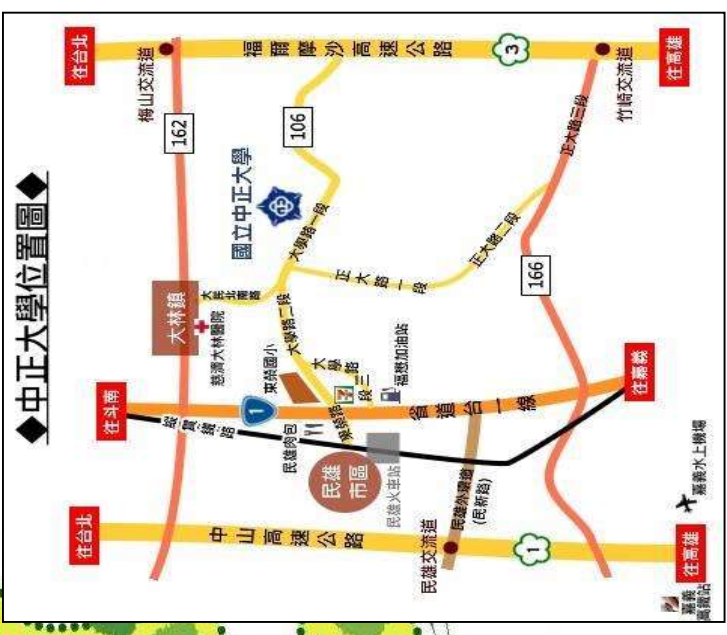 ◆中正大學位置圖◆
往台北
福爾摩沙高速公路
3
往高雄
梅山交流道
竹崎交流道
162
106
正大路三段
國立中正大學
大學路一段
正大路二段
166
大林鎮
大民北南路
正大路一段
慈濟大林醫院
大學路二段
東榮國小
大學路三段
福懋加油站
7
往斗南
1
省道台一線
往嘉義
縱貫鐵路
民雄肉包
東榮路
民雄市區
民雄火車站
民雄外環道
(民新路)
嘉義水上機場
往台北
中山高速公路
民雄交流道
1
往高雄
嘉義
高鐵站